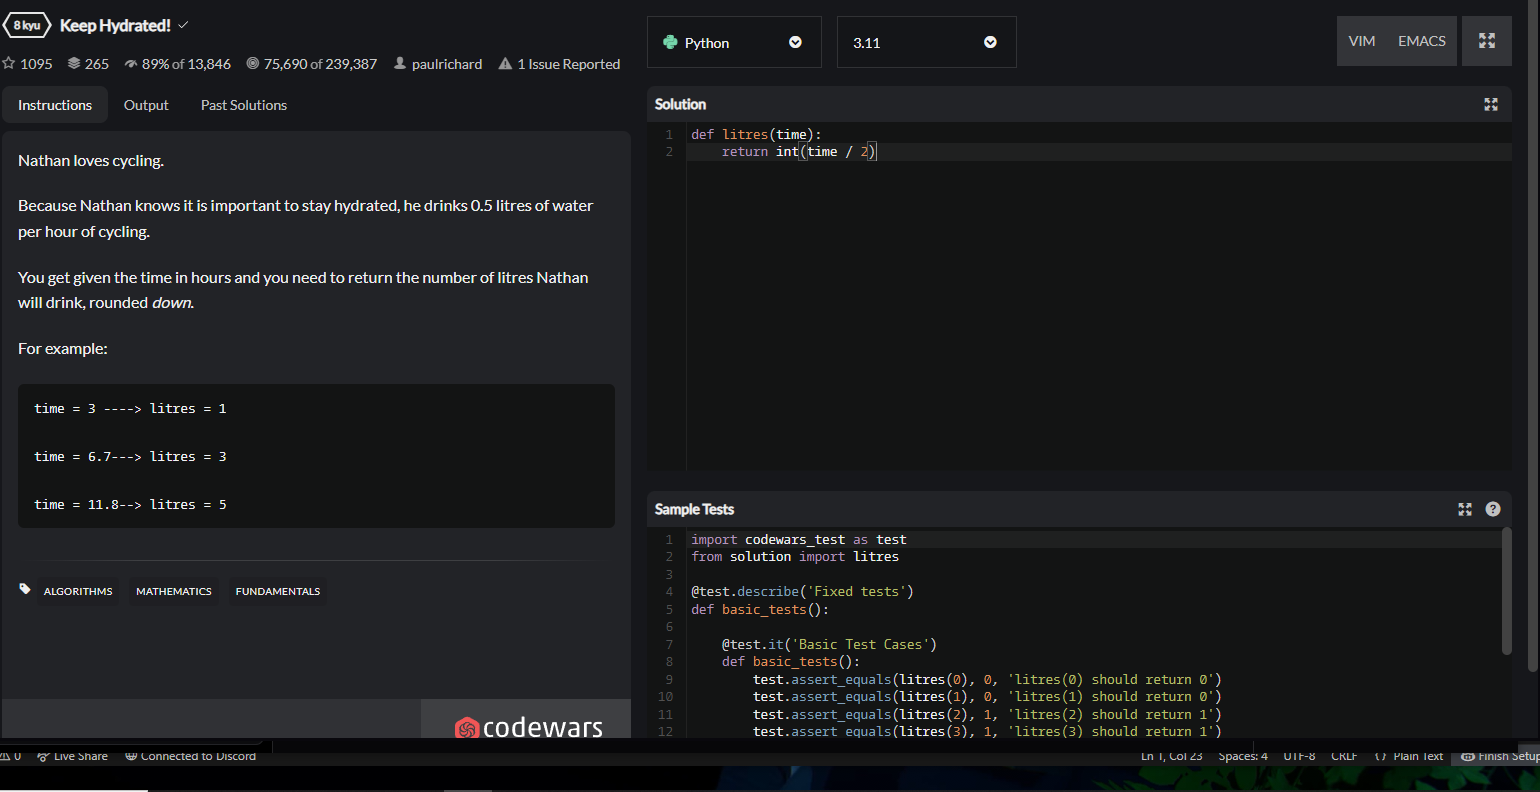 8 kyu Keep Hydrated!
1095 265 89% of 13,846 75,690 of 239,387 paulrichard 1 Issue Reported
Instructions Output Past Solutions
Nathan loves cycling.
Because Nathan knows it is important to stay hydrated, he drinks 0.5 litres of water
per hour of cycling.
You get given the time in hours and you need to return the number of litres Nathan
will drink, rounded down.
For example:
time = 3 ----> litres = 1
time = 6.7---> litres = 3
time = 11.8--> litres = 5
ALGORITHMS MATHEMATICS FUNDAMENTALS
codewars
Python 3.11 VIM EMACS
Solution
1 def litres(time):
2 return int(time / 2)
Sample Tests
1 import codewars_test as test
2 from solution import litres
3
4 @test.describe('Fixed tests')
5 def basic_tests():
6
7 @test.it('Basic Test Cases')
8 def basic_tests():
9 test.assert_equals(litres(0), 0, 'litres(0) should return 0')
10 test.assert_equals(litres(1), 0, 'litres(1) should return 0')
11 test.assert_equals(litres(2), 1, 'litres(2) should return 1')
12 test.assert_equals(litres(3), 1, 'litres(3) should return 1')
0 Live Share Connected to Discord Ln 1, Col 23 Spaces: 4 UTF-8 CRLF Plain Text Finish Setup